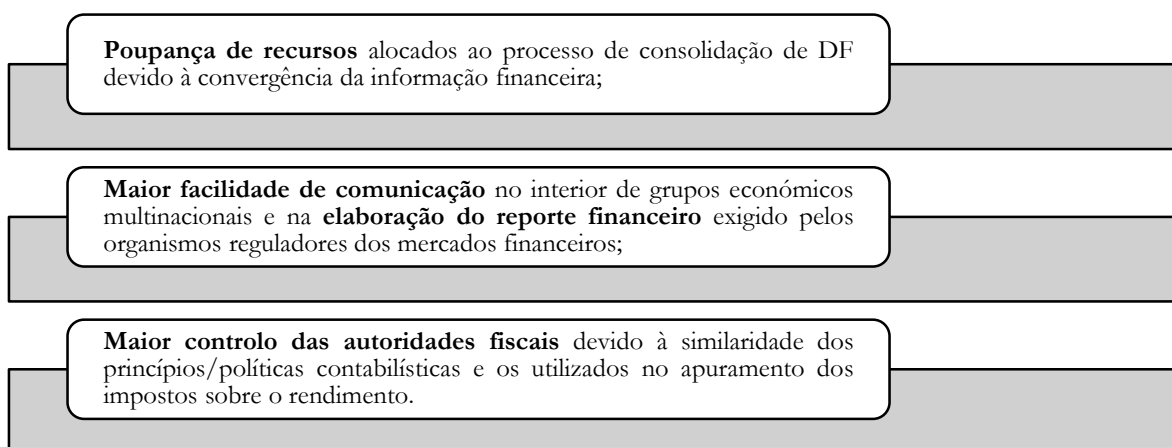 Poupança de recursos alocados ao processo de consolidação de DF
devido à convergência da informação financeira;
Maior facilidade de comunicação no interior de grupos económicos
multinacionais e na elaboração do reporte financeiro exigido pelos
organismos reguladores dos mercados financeiros;
Maior controlo das autoridades fiscais devido à similaridade dos
princípios/políticas contabilísticas e os utilizados no apuramento dos
impostos sobre o rendimento.